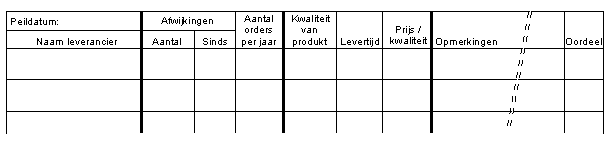 Peildatum:
Naam leverancier
Afwijkingen
Aantal
Sinds
Aantal
orders
per jaar
Kwaliteit
van
produkt
Levertijd
Prijs /
kwaliteit
Opmerkingen
Oordeel